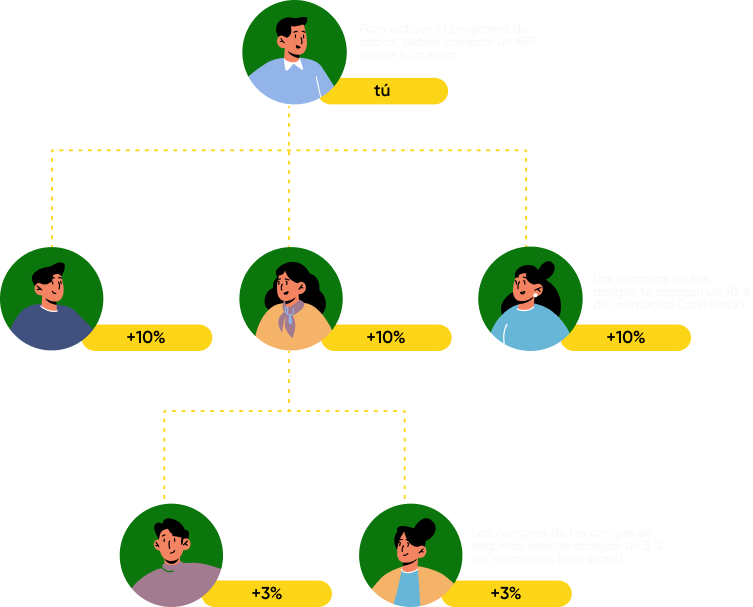 Para activar el programa de
socios, debes comprar un NFT
desde tu cuenta
tú
Las compras de tus
amigos te otorgan un 10 %
de reembolso (cashback)
+10%
+10%
+10%
Las compras de los amigos de
segundo nivel te otorgan un 3 %
de reembolso (cashback)
+3%
+3%